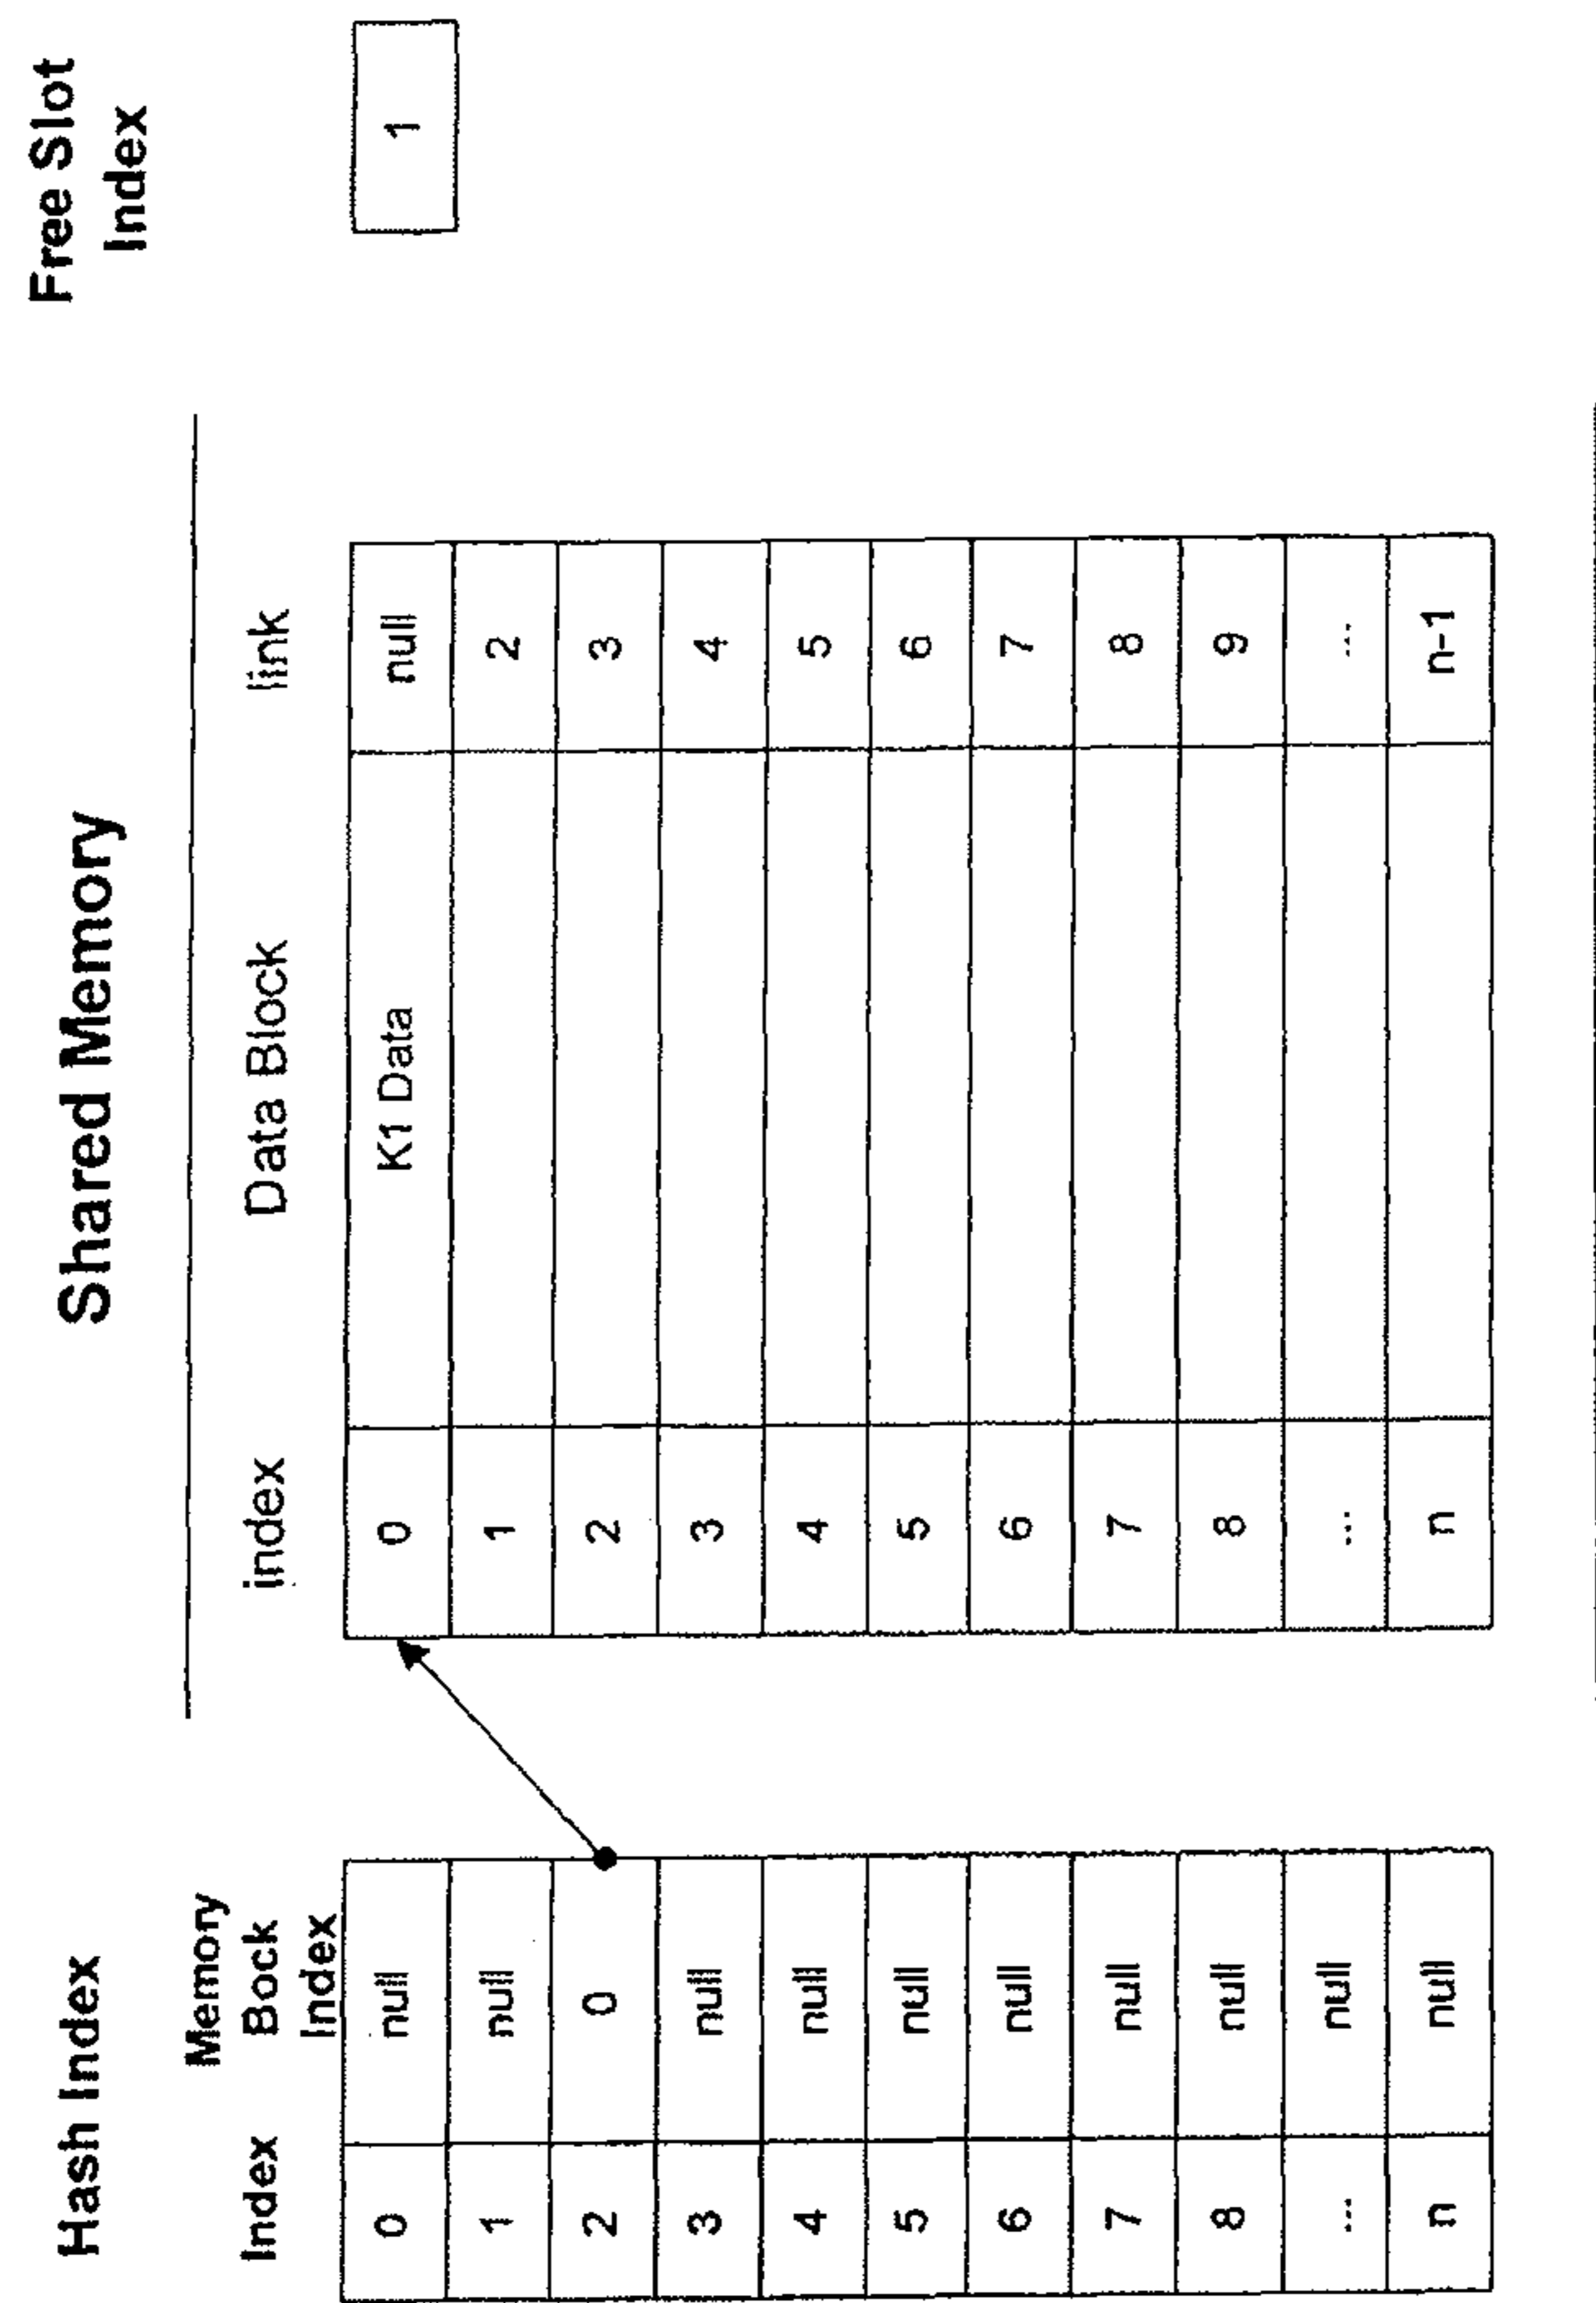 Hash Index
Shared Memory
Free Slot
Index
Index
Memory
Bock
Index
index
Data Block
link
0 null 0 K1 Data null 1
1 null 1 2
2 0 2 3
3 null 3 4
4 null 4 5
5 null 5 6
6 null 6 7
7 null 7 8
8 null 8 9
... null ... ...
n null n n-1